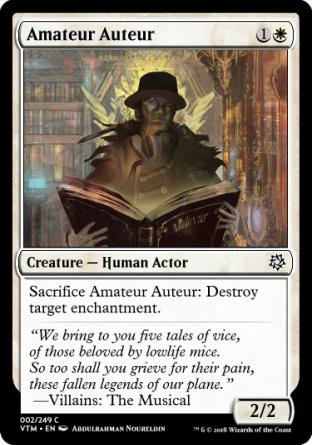 Amateur Auteur 1
Creature — Human Actor
Sacrifice Amateur Auteur: Destroy
target enchantment.
“We bring to you five tales of vice,
of those beloved by lowlife mice.
So too shall you grieve for their pain,
these fallen legends of our plane.”
—Villains: The Musical
2/2
002/249 C
VTM • EN Abdulrahman Noureldin
™ & © 2018 Wizards of the Coast